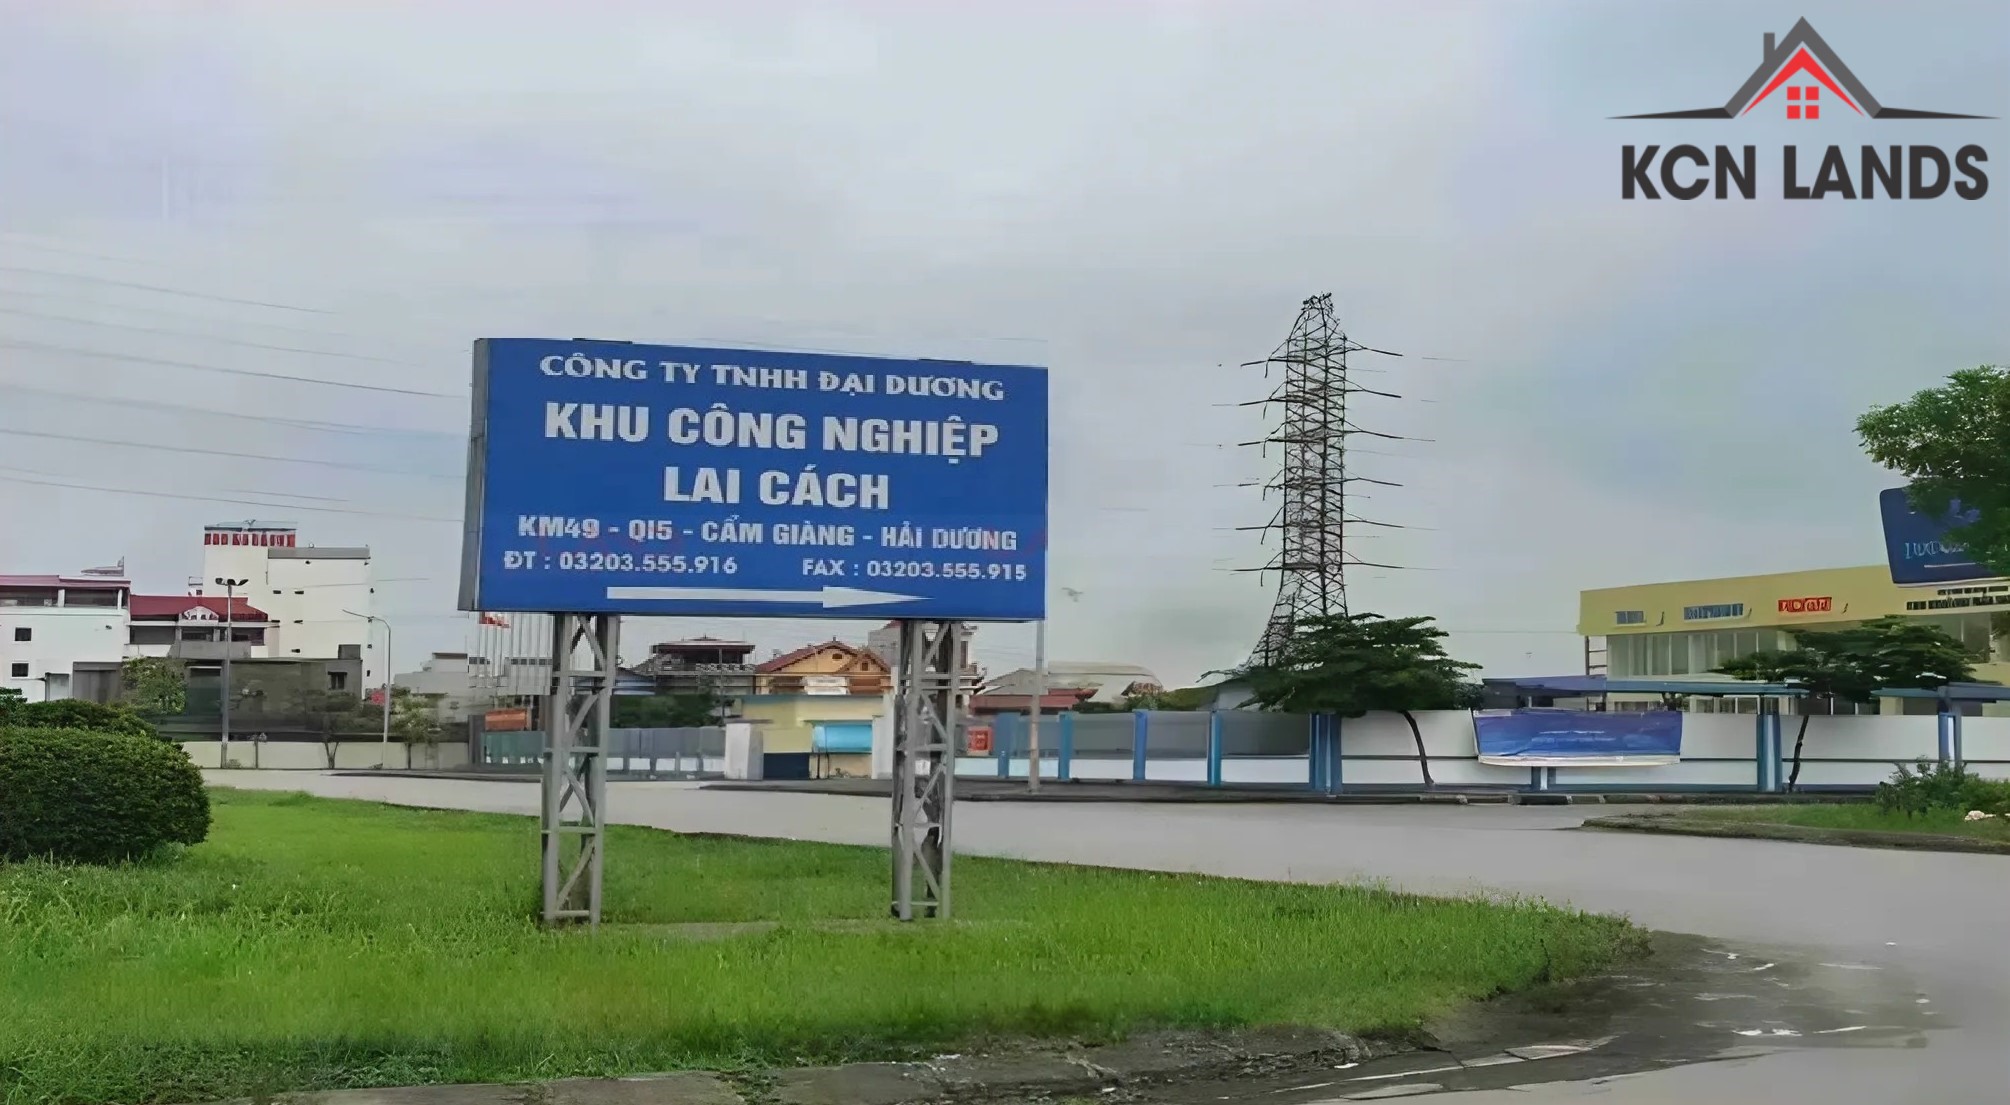 KCN LANDS
CÔNG TY TNHH ĐẠI DƯƠNG
KHU CÔNG NGHIỆP
LAI CÁCH
KM49 - QL5 - CẨM GIÀNG - HẢI DƯƠNG
ĐT : 03203.555.916 FAX : 03203.555.915